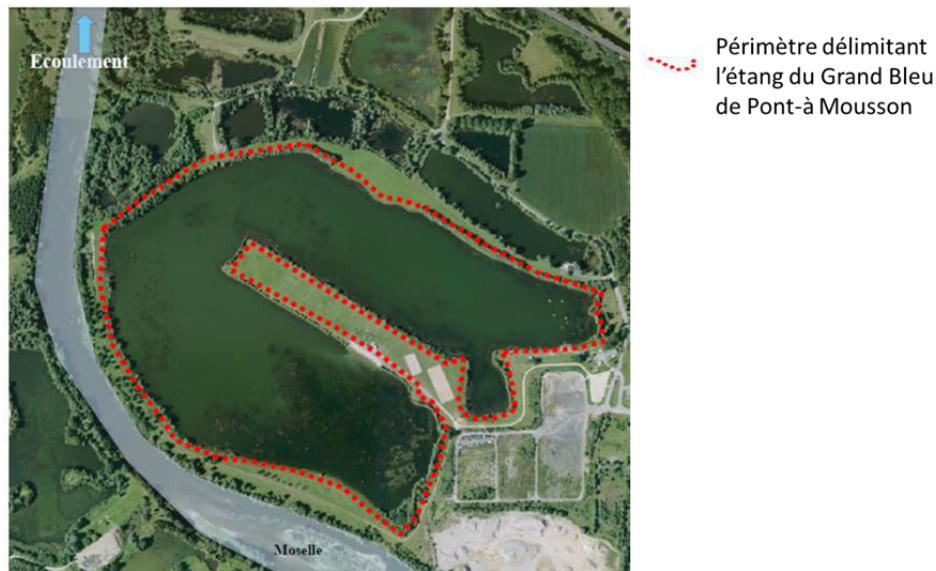 Ecoulement
Périmètre délimitant
l'étang du Grand Bleu
de Pont-à Mousson
Moselle